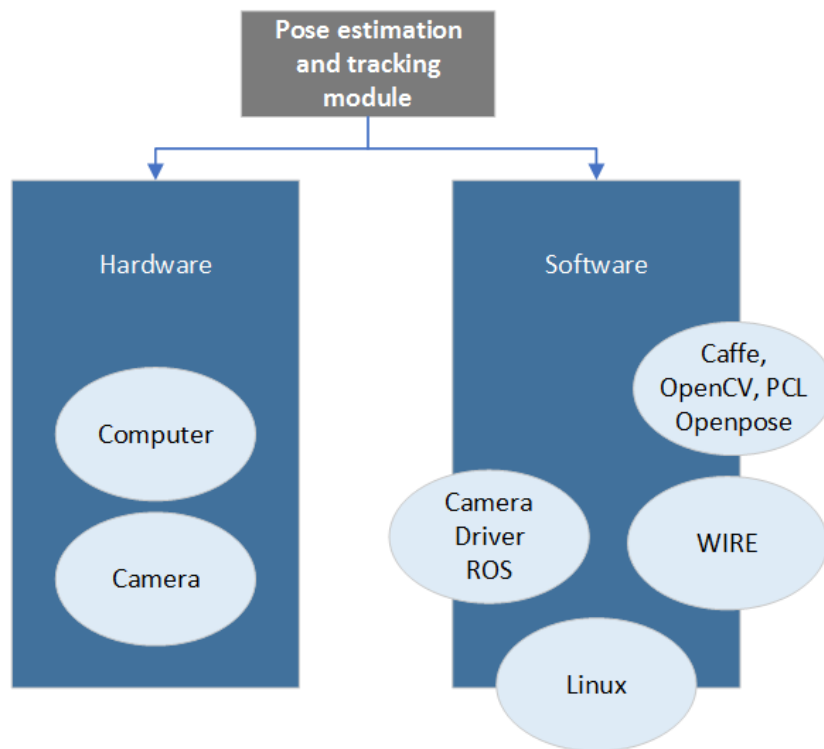 Pose estimation
and tracking
module
Hardware
Computer
Camera
Software
Caffe,
OpenCV, PCL
Openpose
Camera
Driver
ROS
WIRE
Linux